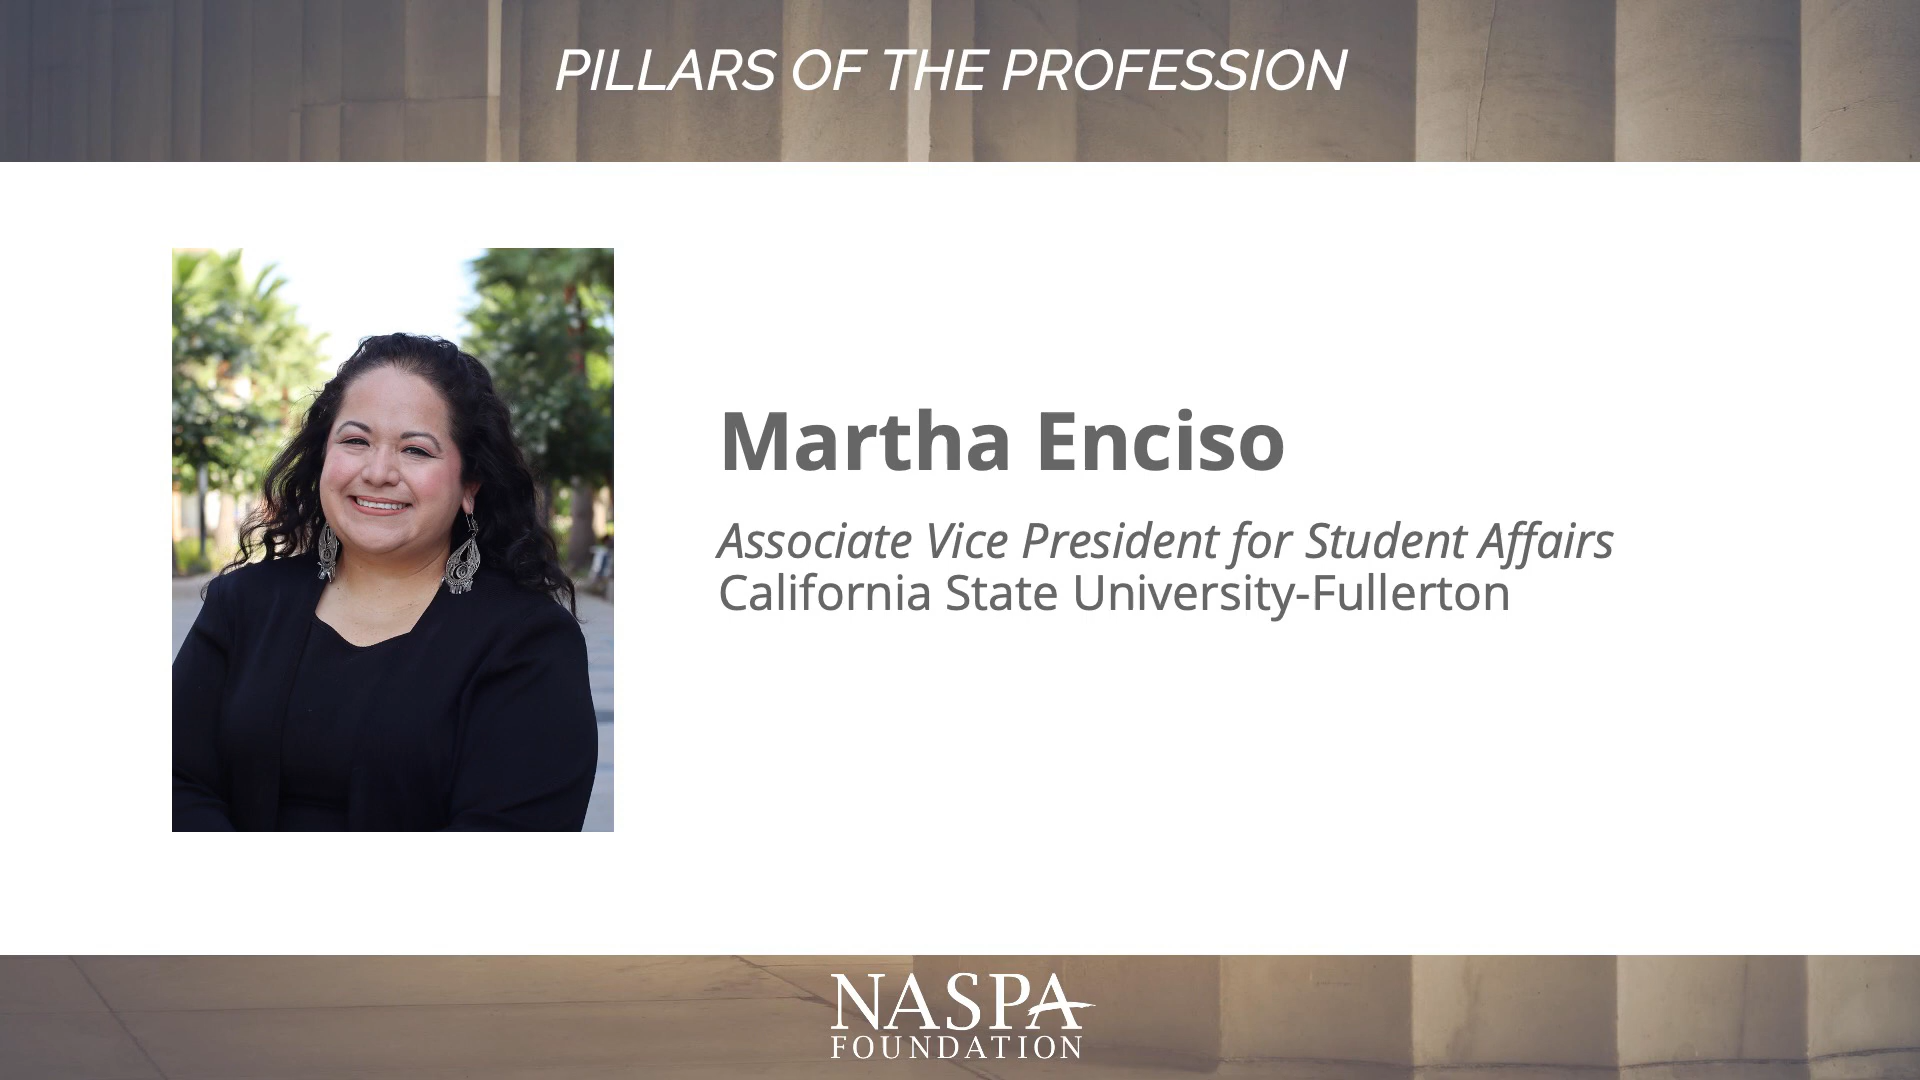 PILLARS OF THE PROFESSION
Martha Enciso
Associate Vice President for Student Affairs
California State University-Fullerton
NASPA
FOUNDATION